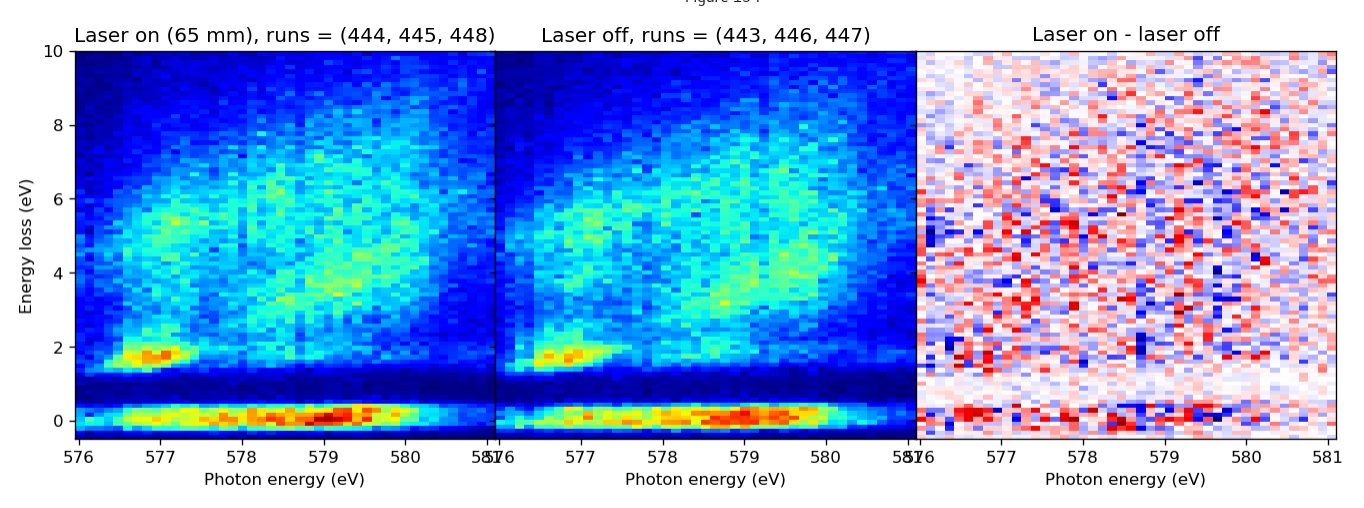 Laser on (65 mm), runs = (444, 445, 448)
Laser off, runs = (443, 446, 447)
Laser on - laser off
10
8
6
4
2
0
Energy loss (eV)
576 577 578 579 580 581
576 577 578 579 580 581
576 577 578 579 580 581
Photon energy (eV)
Photon energy (eV)
Photon energy (eV)